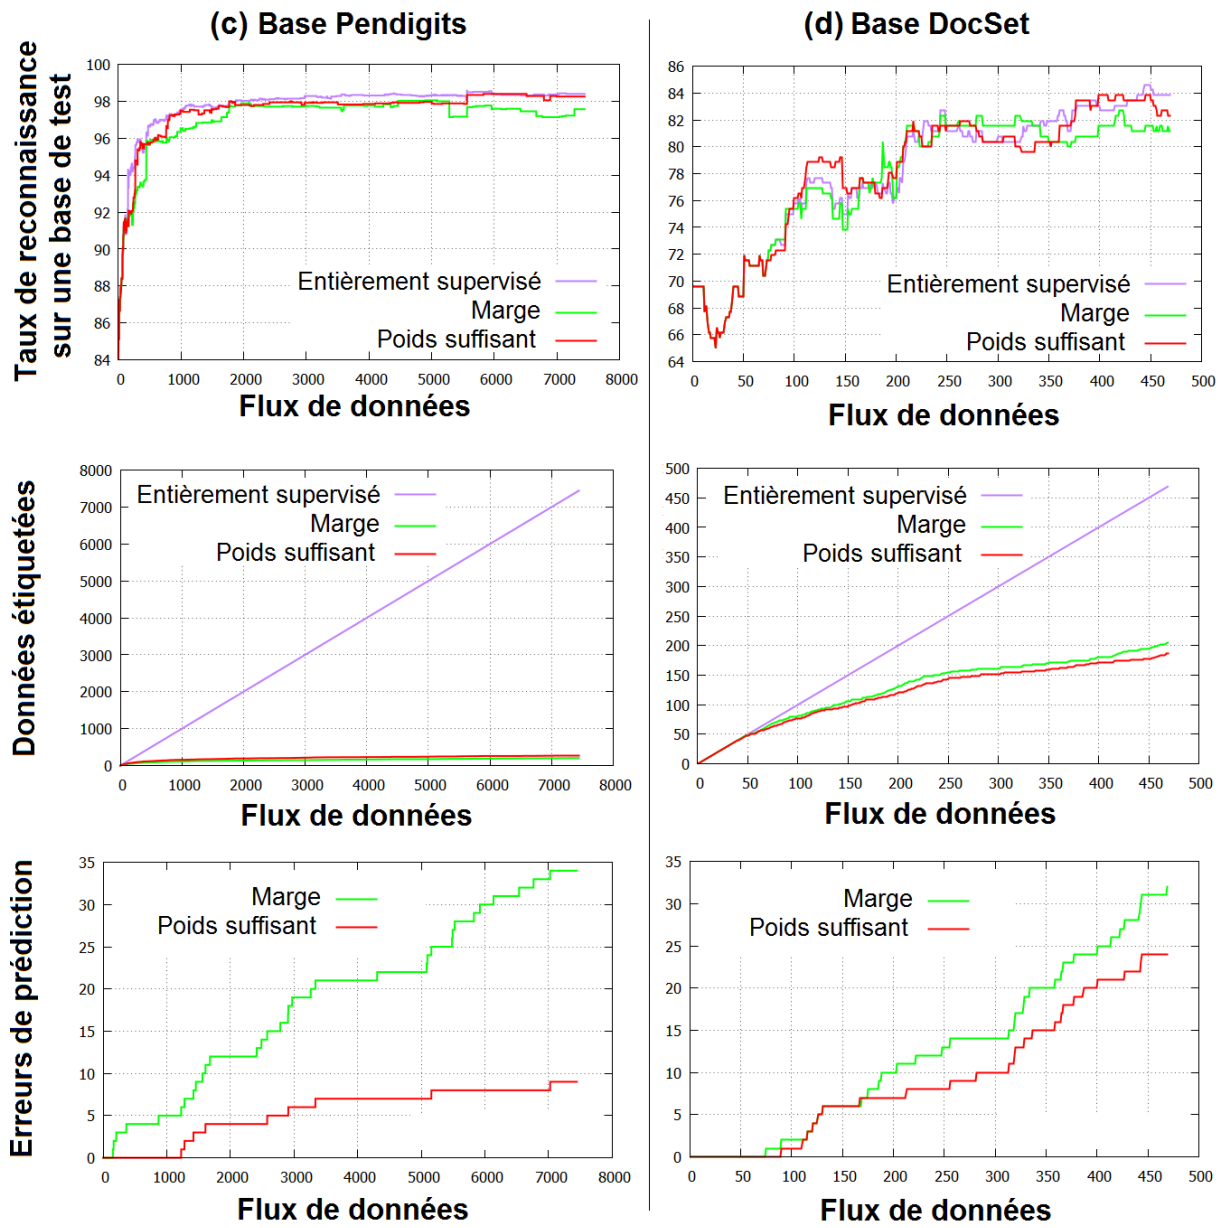 (c) Base Pendigits
(d) Base DocSet
Taux de reconnaissance
sur une base de test
100
98
96
94
92
90
88
86
84
Entièrement supervisé
Marge
Poids suffisant
0 1000 2000 3000 4000 5000 6000 7000 8000
Flux de données
86
84
82
80
78
76
74
72
70
68
66
64
Entièrement supervisé
Marge
Poids suffisant
0 50 100 150 200 250 300 350 400 450 500
Flux de données
Données étiquetées
8000
7000
6000
5000
4000
3000
2000
1000
0
Entièrement supervisé
Marge
Poids suffisant
0 1000 2000 3000 4000 5000 6000 7000 8000
Flux de données
500
450
400
350
300
250
200
150
100
50
0
Entièrement supervisé
Marge
Poids suffisant
0 50 100 150 200 250 300 350 400 450 500
Flux de données
Erreurs de prédiction
35
30
25
20
15
10
5
0
Marge
Poids suffisant
0 1000 2000 3000 4000 5000 6000 7000 8000
Flux de données
35
30
25
20
15
10
5
0
Marge
Poids suffisant
0 50 100 150 200 250 300 350 400 450 500
Flux de données